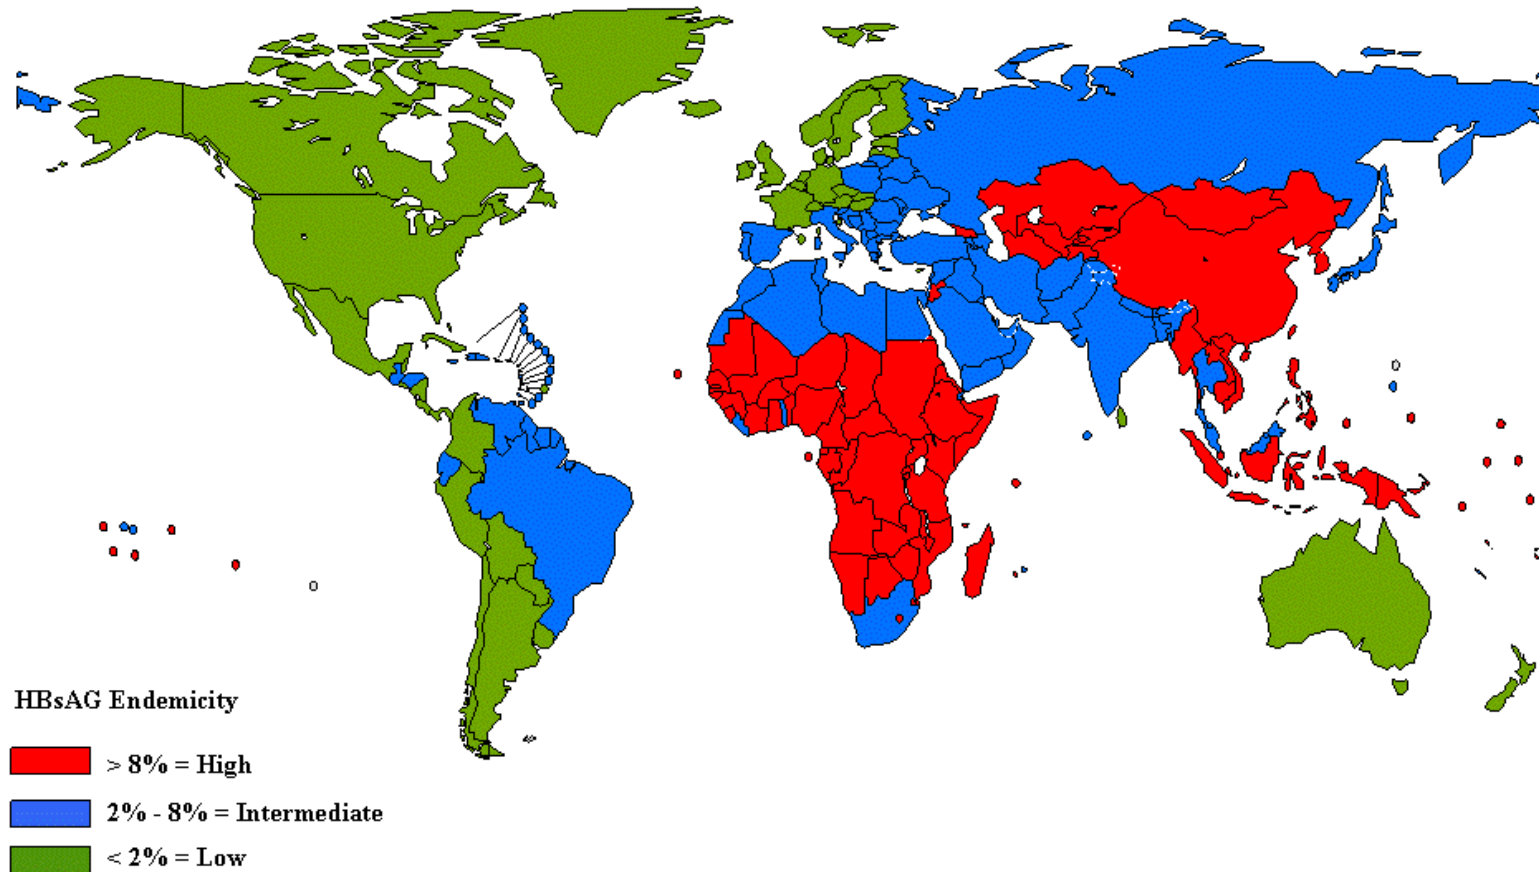 HBsAG Endemicity
> 8% = High
2% - 8% = Intermediate
< 2% = Low